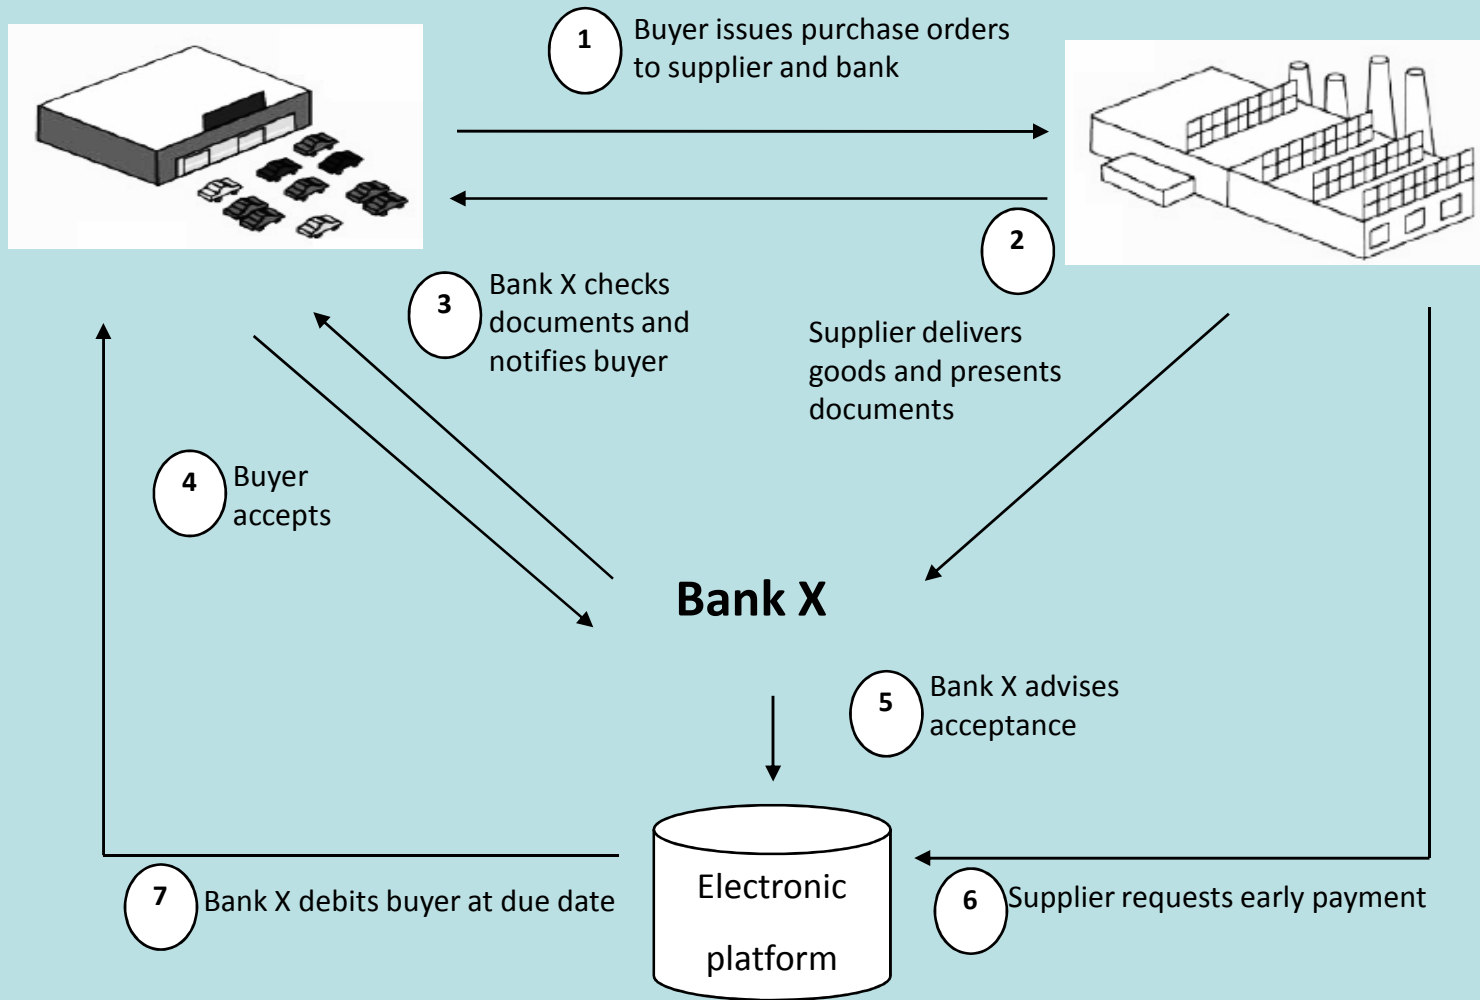 1
Buyer issues purchase orders
to supplier and bank
2
Supplier delivers
goods and presents
documents
3
Bank X checks
documents and
notifies buyer
4
Buyer
accepts
Bank X
5
Bank X advises
acceptance
Electronic
platform
6
Supplier requests early payment
7
Bank X debits buyer at due date